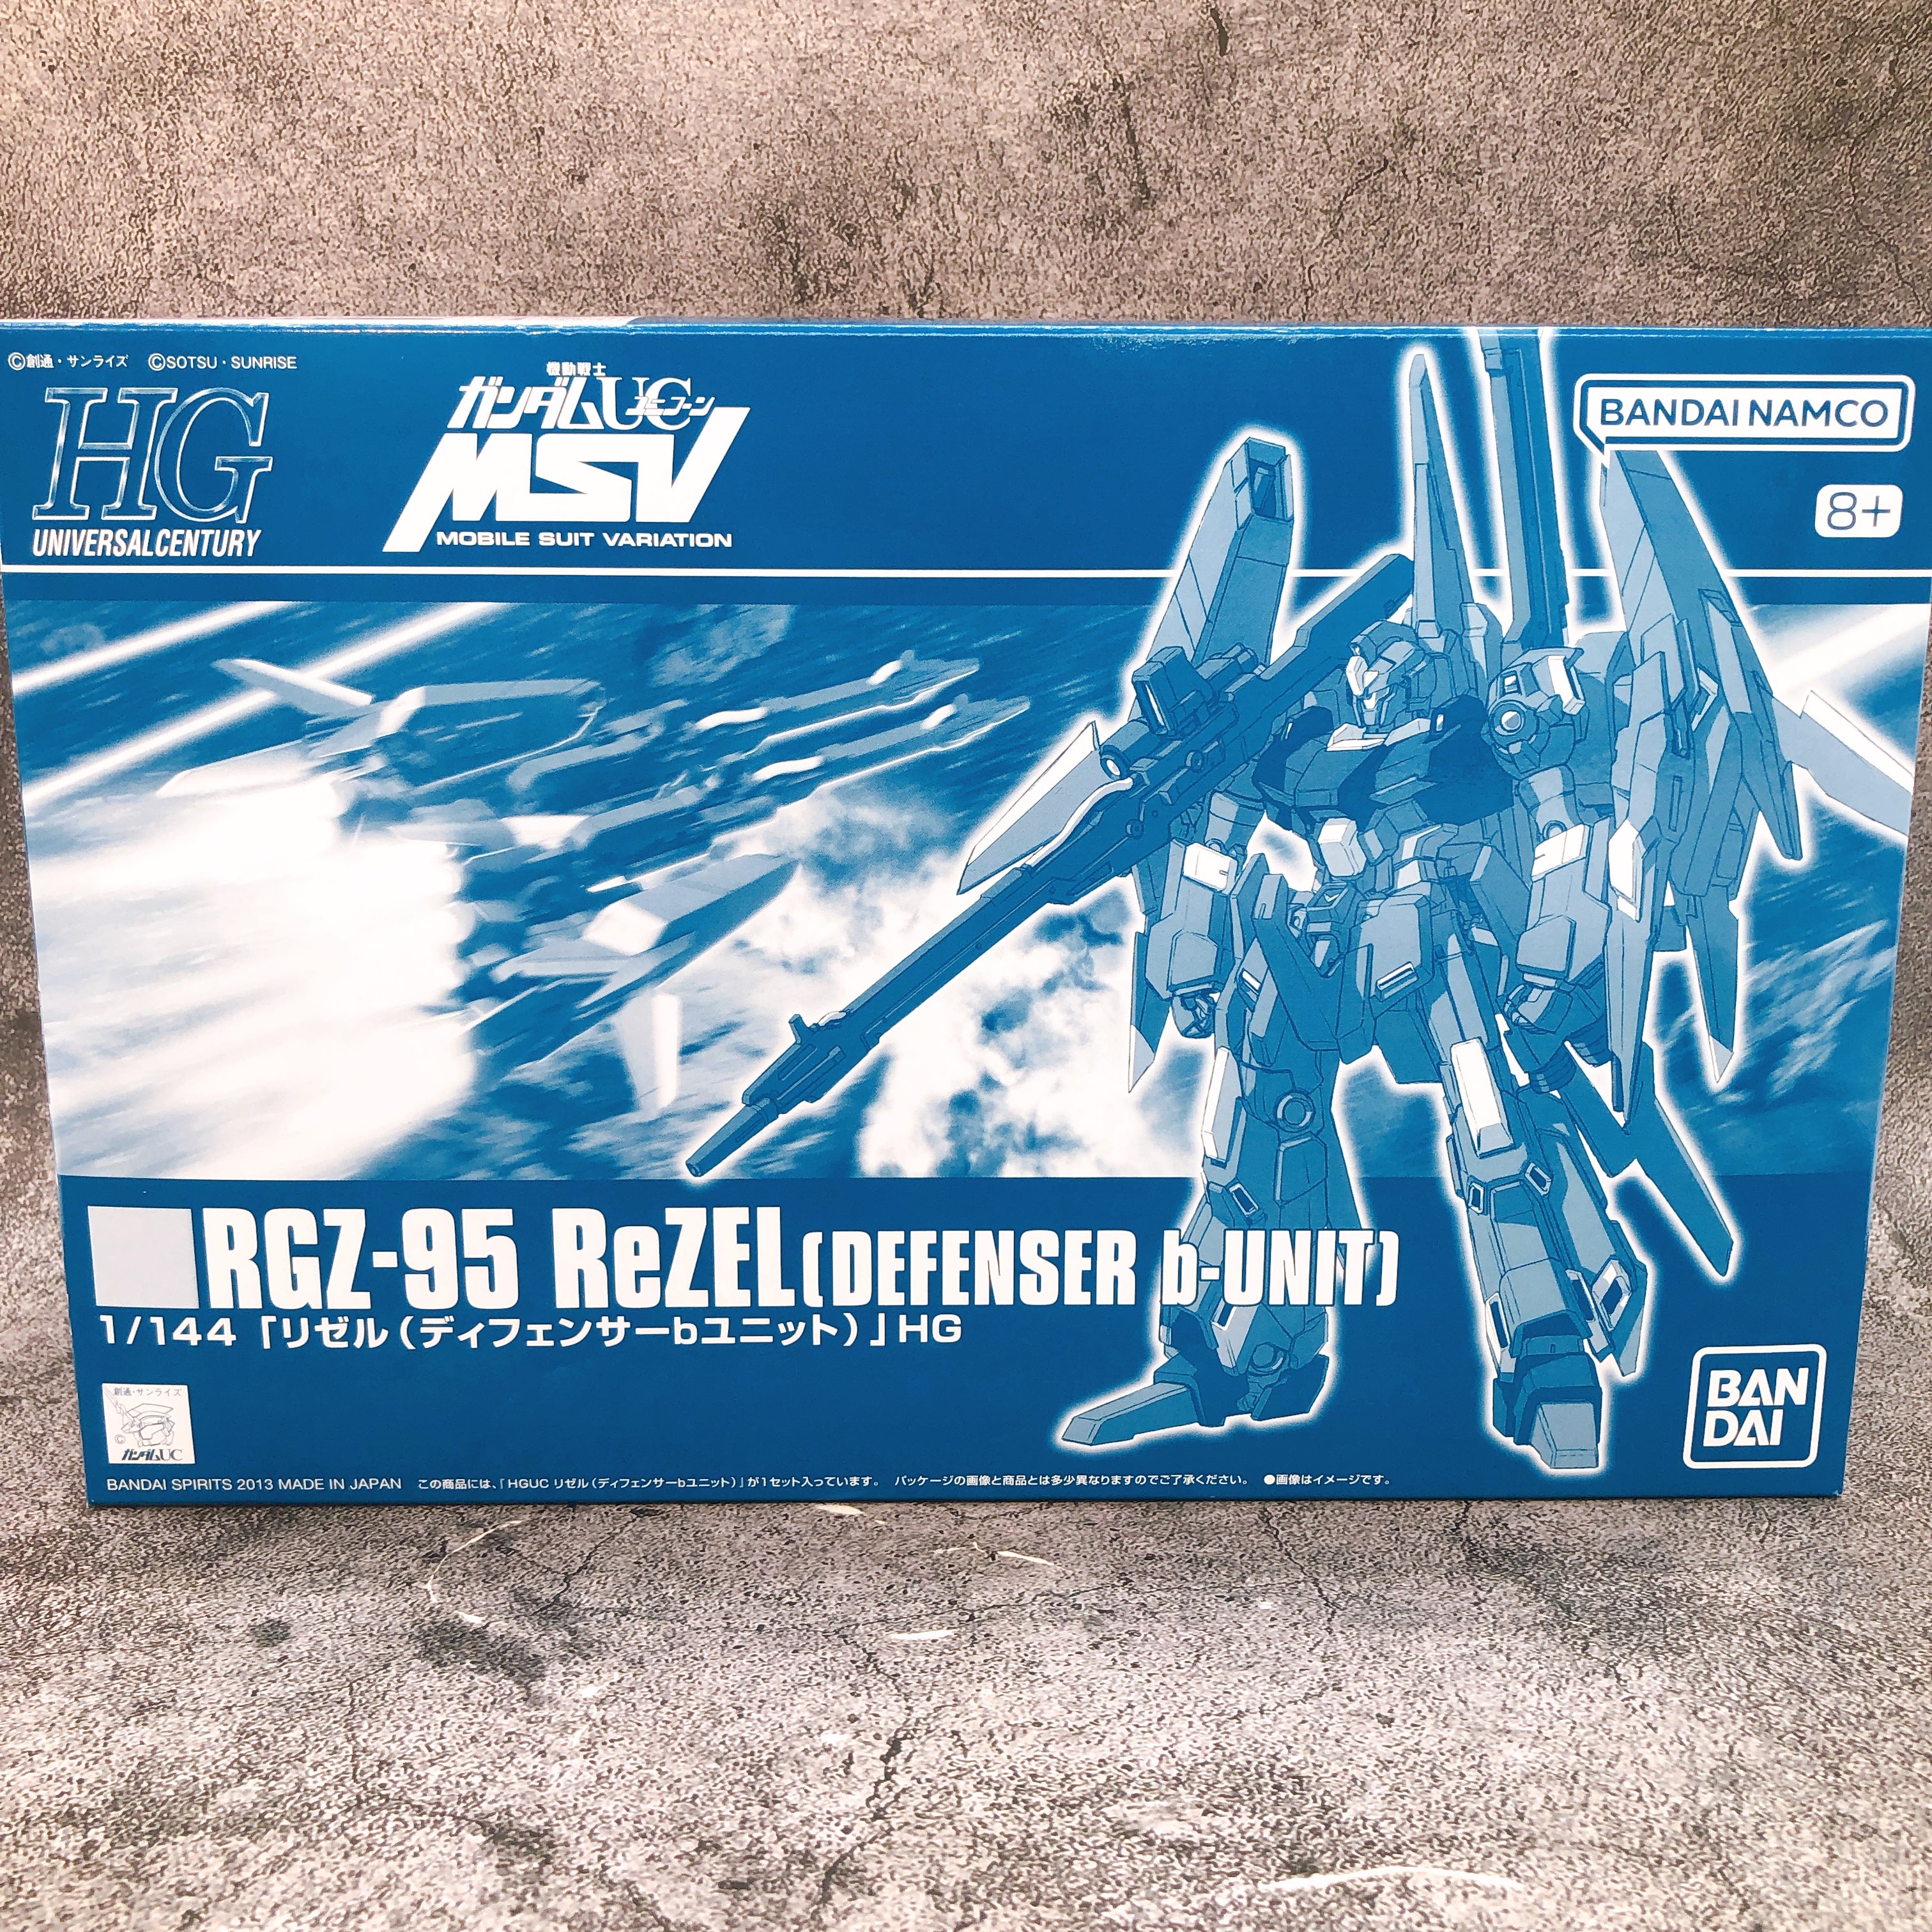 ©創通・サンライズ ©SOTSU・SUNRISE
HG
UNIVERSAL CENTURY
機動戦士
ガンダムUC
ユニコーン
MSV
MOBILE SUIT VARIATION
BANDAI NAMCO
8+
RGZ-95 ReZEL(DEFENSER b-UNIT)
1/144「リゼル(ディフェンサーbユニット)」HG
創通・サンライズ
©
ガンダムUC
BAN
DAI
BANDAI SPIRITS 2013 MADE IN JAPAN この商品には、「HGUC リゼル(ディフェンサーbユニット)」が1セット入っています。 パッケージの画像と商品とは多少異なりますのでご了承ください。 ●画像はイメージです。